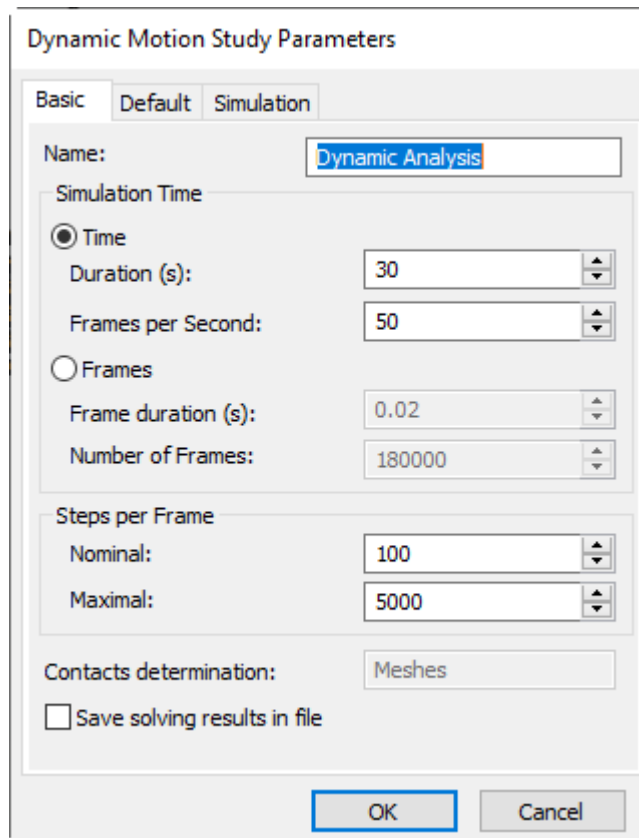 Dynamic Motion Study Parameters
Basic Default Simulation
Name: Dynamic Analysis
Simulation Time
Time
Duration (s): 30
Frames per Second: 50
Frames
Frame duration (s): 0.02
Number of Frames: 180000
Steps per Frame
Nominal: 100
Maximal: 5000
Contacts determination: Meshes
Save solving results in file
OK Cancel